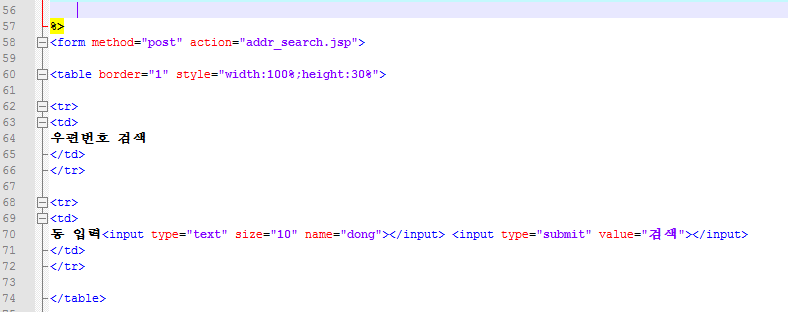 56
57 %>
58 <form method="post" action="addr_search.jsp">
59
60 <table border="1" style="width:100%;height:30%">
61
62 <tr>
63 <td>
64 우편번호 검색
65 </td>
66 </tr>
67
68 <tr>
69 <td>
70 동 입력<input type="text" size="10" name="dong"></input> <input type="submit" value="검색"></input>
71 </td>
72 </tr>
73
74 </table>